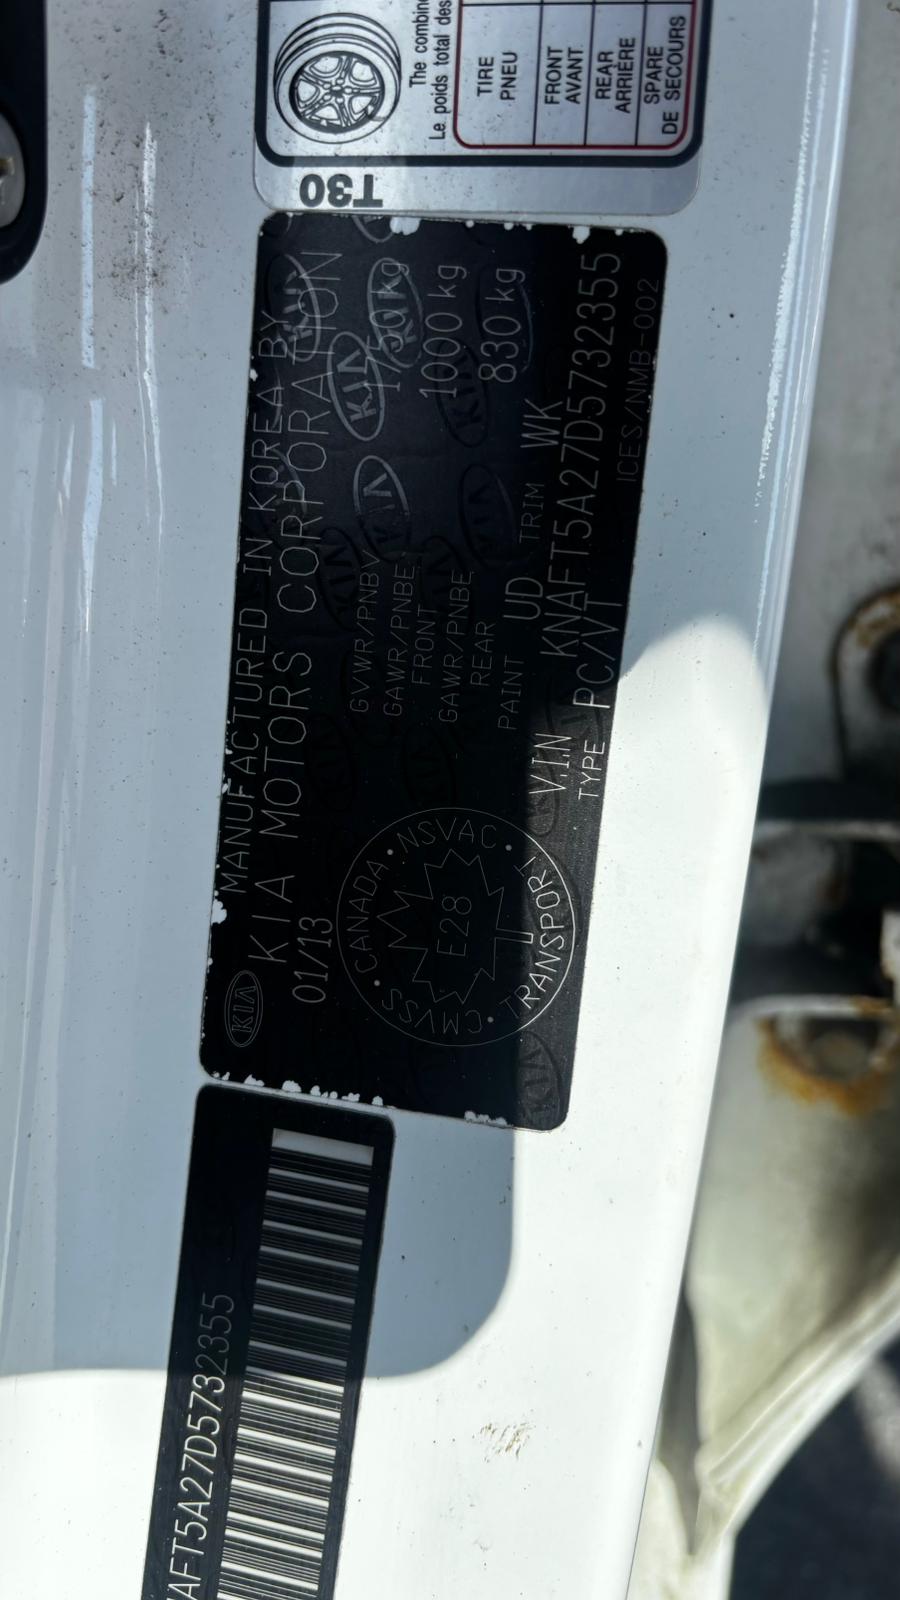 The combine
Le poids total des
TIRE
PNEU
FRONT
AVANT
REAR
ARRIÈRE
SPARE
DE SECOURS
T30
KIA
MANUFACTURED IN KOREA BY
KIA MOTORS CORPORATION
01/13
GVWR/PNBV 1750 kg
GAWR/PNBE 1000 kg
FRONT
GAWR/PNBE 830 kg
REAR
PAINT UD TRIM WK
V.I.N KNAFT5A27D5732355
TYPE PC/VT ICES/NMB-002
CANADA · NSVAC · TRANSPORT · CMVSS
E28
AFT5A27D5732355